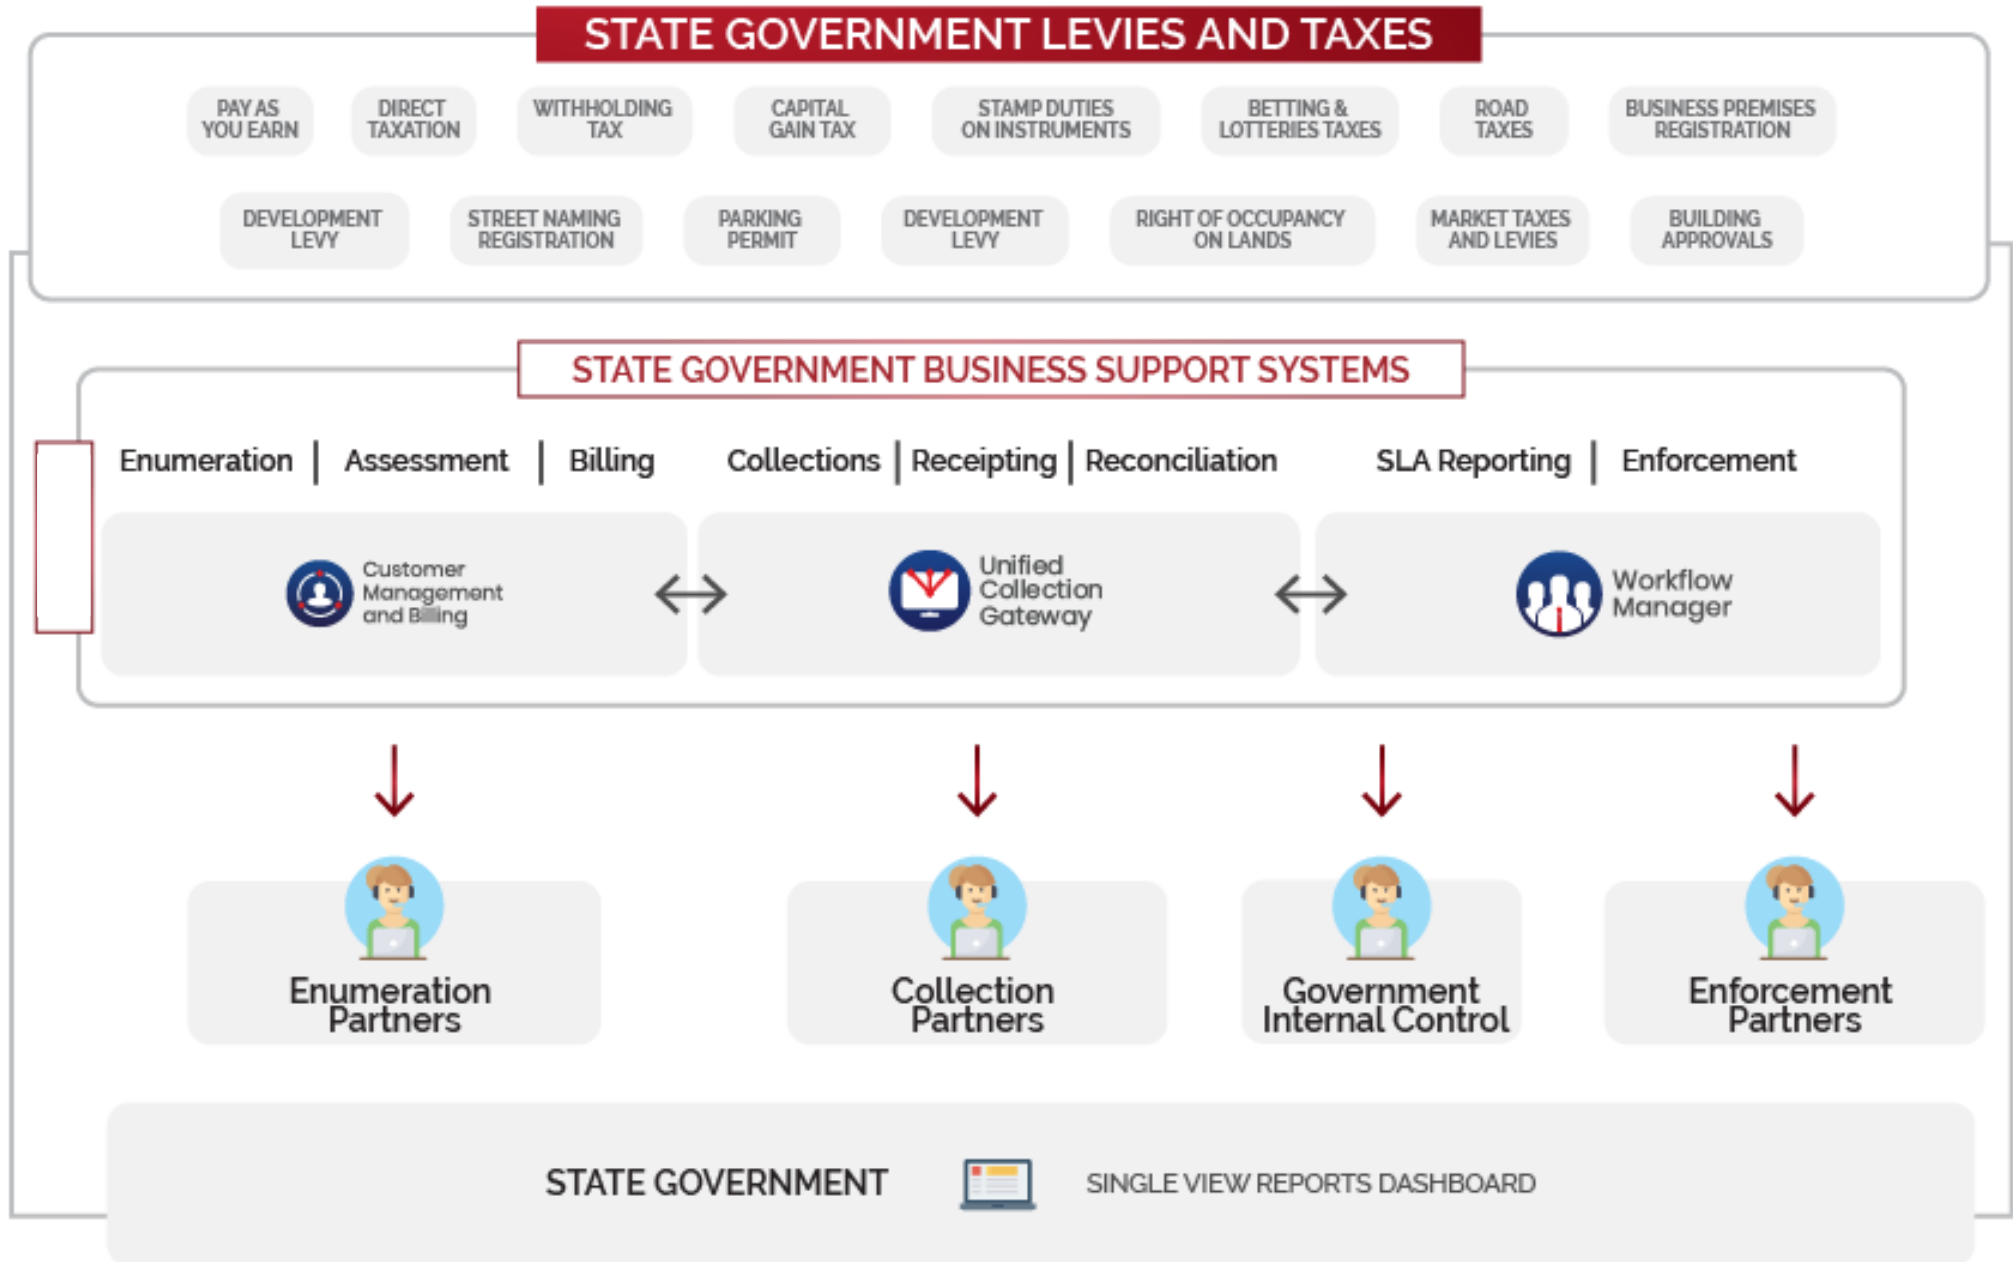 STATE GOVERNMENT LEVIES AND TAXES
PAY AS
YOU EARN
DIRECT
TAXATION
WITHHOLDING
TAX
CAPITAL
GAIN TAX
STAMP DUTIES
ON INSTRUMENTS
BETTING &
LOTTERIES TAXES
ROAD
TAXES
BUSINESS PREMISES
REGISTRATION
DEVELOPMENT
LEVY
STREET NAMING
REGISTRATION
PARKING
PERMIT
DEVELOPMENT
LEVY
RIGHT OF OCCUPANCY
ON LANDS
MARKET TAXES
AND LEVIES
BUILDING
APPROVALS
STATE GOVERNMENT BUSINESS SUPPORT SYSTEMS
Enumeration | Assessment | Billing
Collections | Receipting | Reconciliation
SLA Reporting | Enforcement
Customer
Management
and Billing
Unified
Collection
Gateway
Workflow
Manager
Enumeration
Partners
Collection
Partners
Government
Internal Control
Enforcement
Partners
STATE GOVERNMENT
SINGLE VIEW REPORTS DASHBOARD